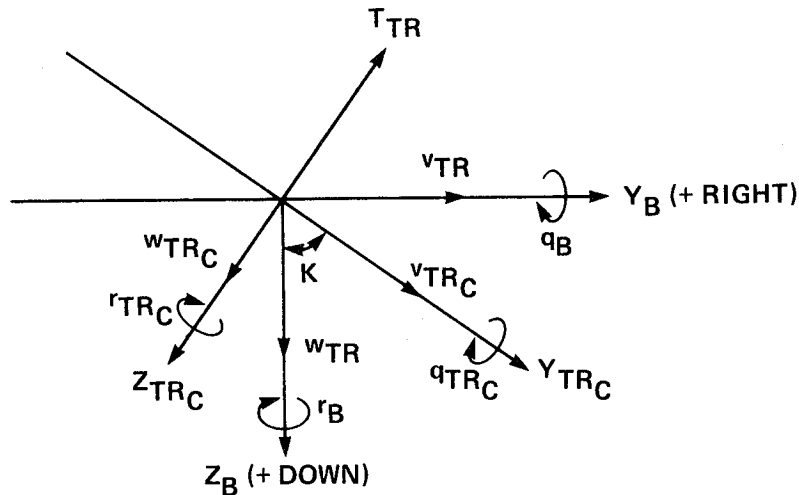 T_TR
v_TR
Y_B (+ RIGHT)
q_B
w_TR_C
K
v_TR_C
r_TR_C
w_TR
q_TR_C
Y_TR_C
Z_TR_C
r_B
Z_B (+ DOWN)